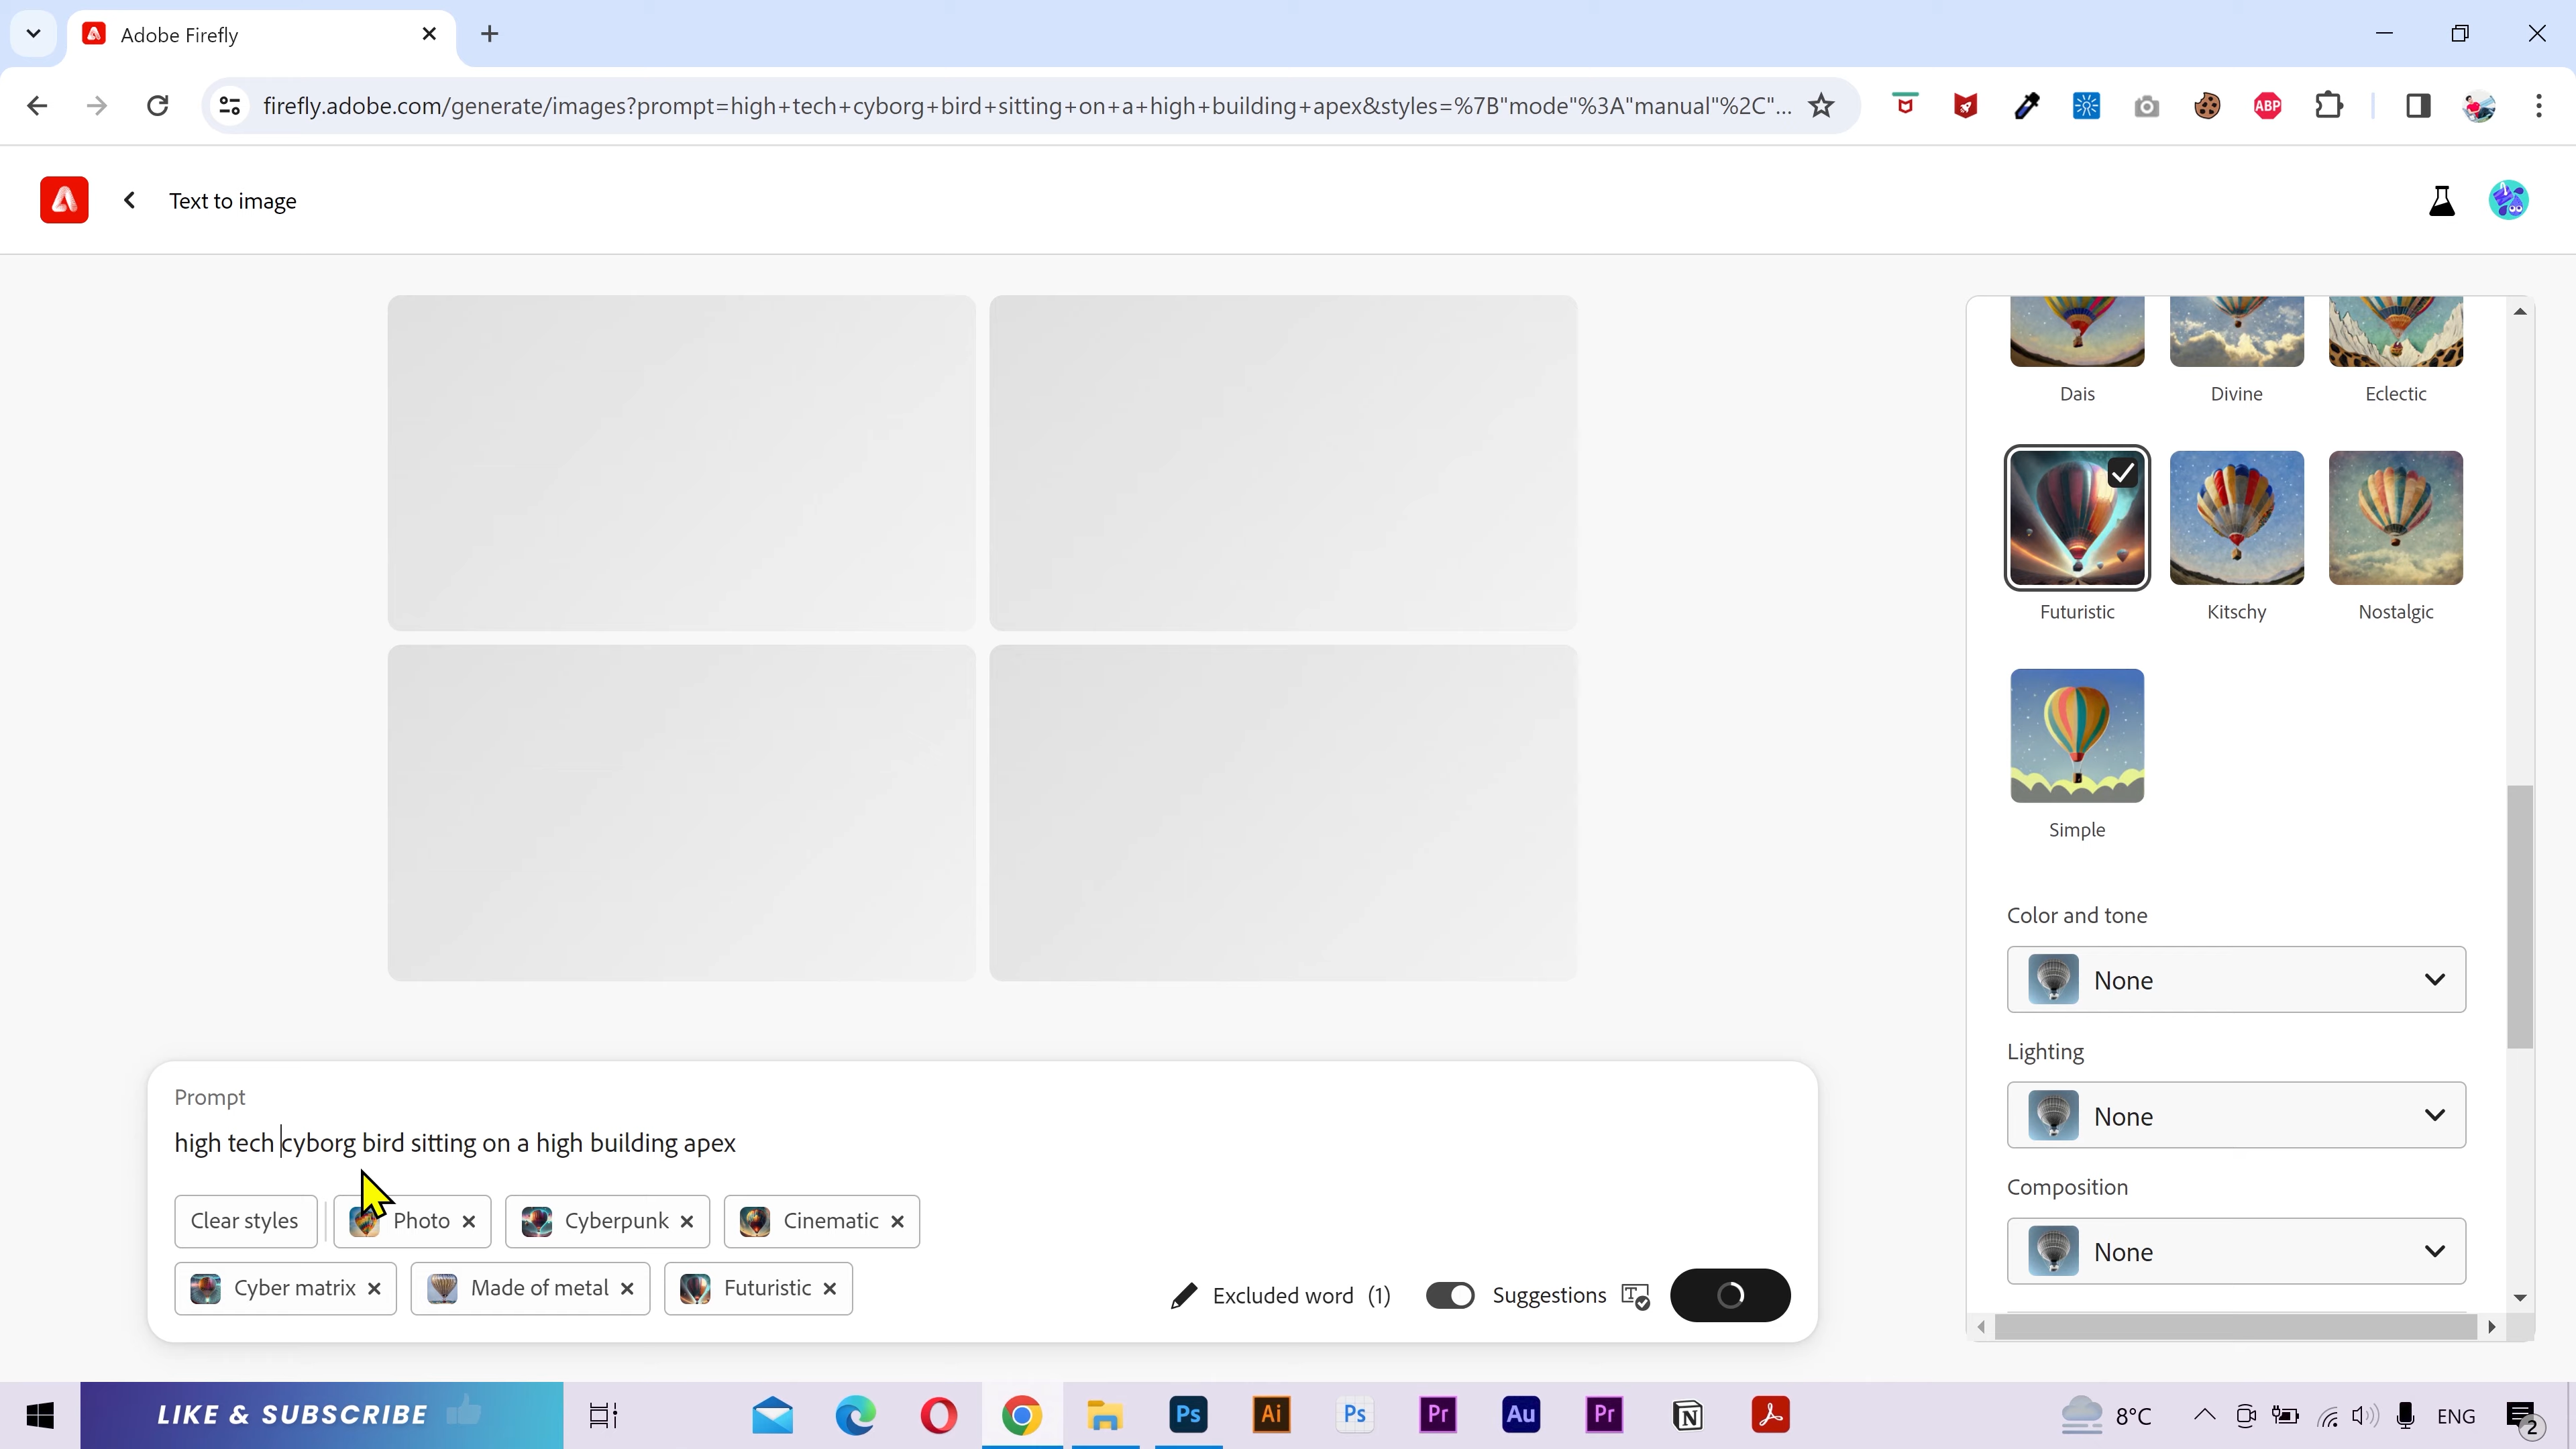 Adobe Firefly
firefly.adobe.com/generate/images?prompt=high+tech+cyborg+bird+sitting+on+a+high+building+apex&styles=%7B"mode"%3A"manual"%2C"...
ABP
Text to image
Dais
Divine
Eclectic
Futuristic
Kitschy
Nostalgic
Simple
Color and tone
None
Lighting
None
Composition
None
Prompt
high tech cyborg bird sitting on a high building apex
Clear styles
Photo
Cyberpunk
Cinematic
Cyber matrix
Made of metal
Futuristic
Excluded word (1)
Suggestions
LIKE & SUBSCRIBE
Ps
Ai
Ps
Pr
Au
Pr
N
8°C
ENG
2